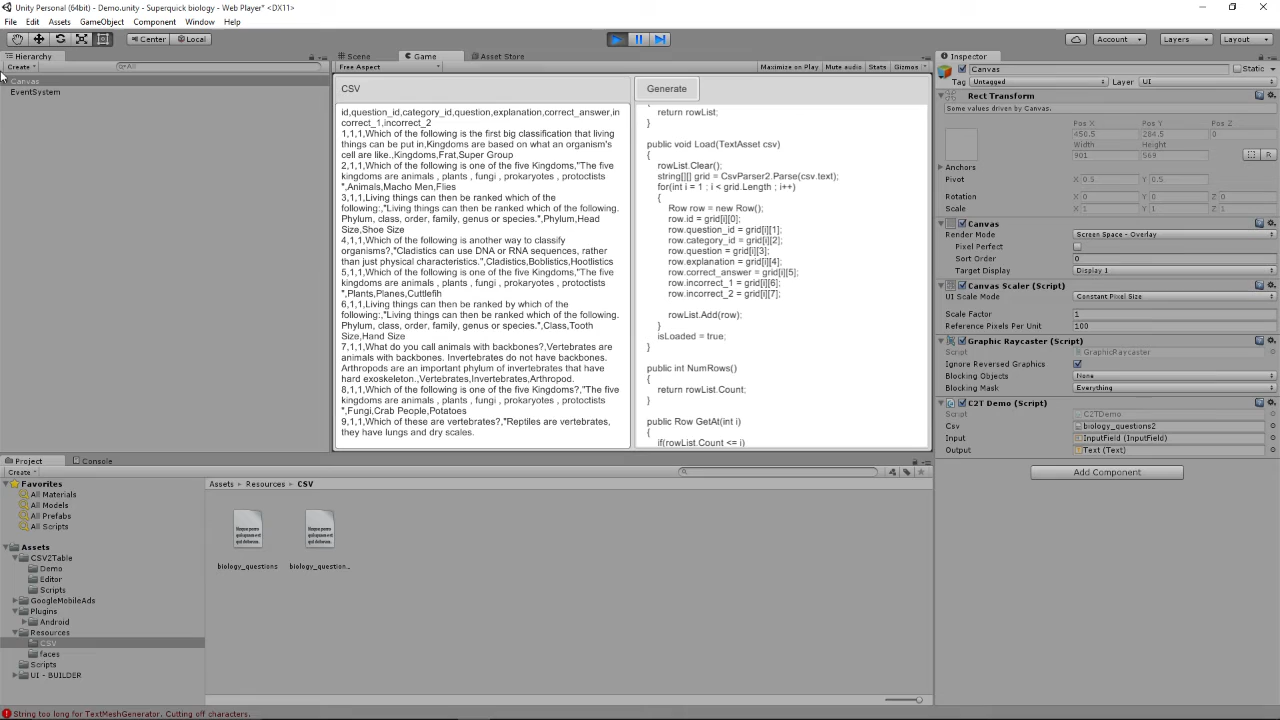 Unity Personal (64bit) - Demo.unity - Superquick biology - Web Player* <DX11>
File Edit Assets GameObject Component Window Help
Center Local Account Layers Layout
Hierarchy
Create All
Canvas
EventSystem
Scene Game Asset Store
Free Aspect Maximize on Play Mute audio Stats Gizmos
CSV
id,question_id,category_id,question,explanation,correct_answer,in
correct_1,incorrect_2
1,1,1,Which of the following is the first big classification that living
things can be put in,Kingdoms are based on what an organism's
cell are like.,Kingdoms,Frat,Super Group
2,1,1,Which of the following is one of the five Kingdoms,"The five
kingdoms are animals , plants , fungi , prokaryotes , protoctists
",Animals,Macho Men,Flies
3,1,1,Living things can then be ranked which of the
following:,"Living things can then be ranked which of the following.
Phylum, class, order, family, genus or species.",Phylum,Head
Size,Shoe Size
4,1,1,Which of the following is another way to classify
organisms?,"Cladistics can use DNA or RNA sequences, rather
than just physical characteristics.",Cladistics,Boblistics,Hootlistics
5,1,1,Which of the following is one of the five Kingdoms,"The five
kingdoms are animals , plants , fungi , prokaryotes , protoctists
",Plants,Planes,Cuttlefih
6,1,1,Living things can then be ranked by which of the
following:,"Living things can then be ranked which of the following.
Phylum, class, order, family, genus or species.",Class,Tooth
Size,Hand Size
7,1,1,What do you call animals with backbones?,Vertebrates are
animals with backbones. Invertebrates do not have backbones.
Arthropods are an important phylum of invertebrates that have
hard exoskeleton.,Vertebrates,Invertebrates,Arthropod.
8,1,1,Which of the following is one of the five Kingdoms?,"The five
kingdoms are animals , plants , fungi , prokaryotes , protoctists
",Fungi,Crab People,Potatoes
9,1,1,Which of these are vertebrates?,"Reptiles are vertebrates,
they have lungs and dry scales.
Generate
return rowList;
}
public void Load(TextAsset csv)
{
rowList.Clear();
string[][] grid = CsvParser2.Parse(csv.text);
for(int i = 1 ; i < grid.Length ; i++)
{
Row row = new Row();
row.id = grid[i][0];
row.question_id = grid[i][1];
row.category_id = grid[i][2];
row.question = grid[i][3];
row.explanation = grid[i][4];
row.correct_answer = grid[i][5];
row.incorrect_1 = grid[i][6];
row.incorrect_2 = grid[i][7];
rowList.Add(row);
}
isLoaded = true;
}
public int NumRows()
{
return rowList.Count;
}
public Row GetAt(int i)
{
if(rowList.Count <= i)
Inspector
Canvas Static
Tag Untagged Layer UI
Rect Transform
Some values driven by Canvas.
Pos X Pos Y Pos Z
450.5 284.5 0
Width Height
901 569 R
Anchors
Pivot X 0.5 Y 0.5
Rotation X 0 Y 0 Z 0
Scale X 1 Y 1 Z 1
Canvas
Render Mode Screen Space - Overlay
Pixel Perfect
Sort Order 0
Target Display Display 1
Canvas Scaler (Script)
UI Scale Mode Constant Pixel Size
Scale Factor 1
Reference Pixels Per Unit 100
Graphic Raycaster (Script)
Script GraphicRaycaster
Ignore Reversed Graphics
Blocking Objects None
Blocking Mask Everything
C2T Demo (Script)
Script C2TDemo
Csv biology_questions2
Input InputField (InputField)
Output Text (Text)
Add Component
Project Console
Create
Favorites
All Materials
All Models
All Prefabs
All Scripts
Assets
CSV2Table
Demo
Editor
Scripts
GoogleMobileAds
Plugins
Android
Resources
CSV
faces
Scripts
UI - BUILDER
Assets Resources CSV
biology_questions biology_question...
String too long for TextMeshGenerator. Cutting off characters.